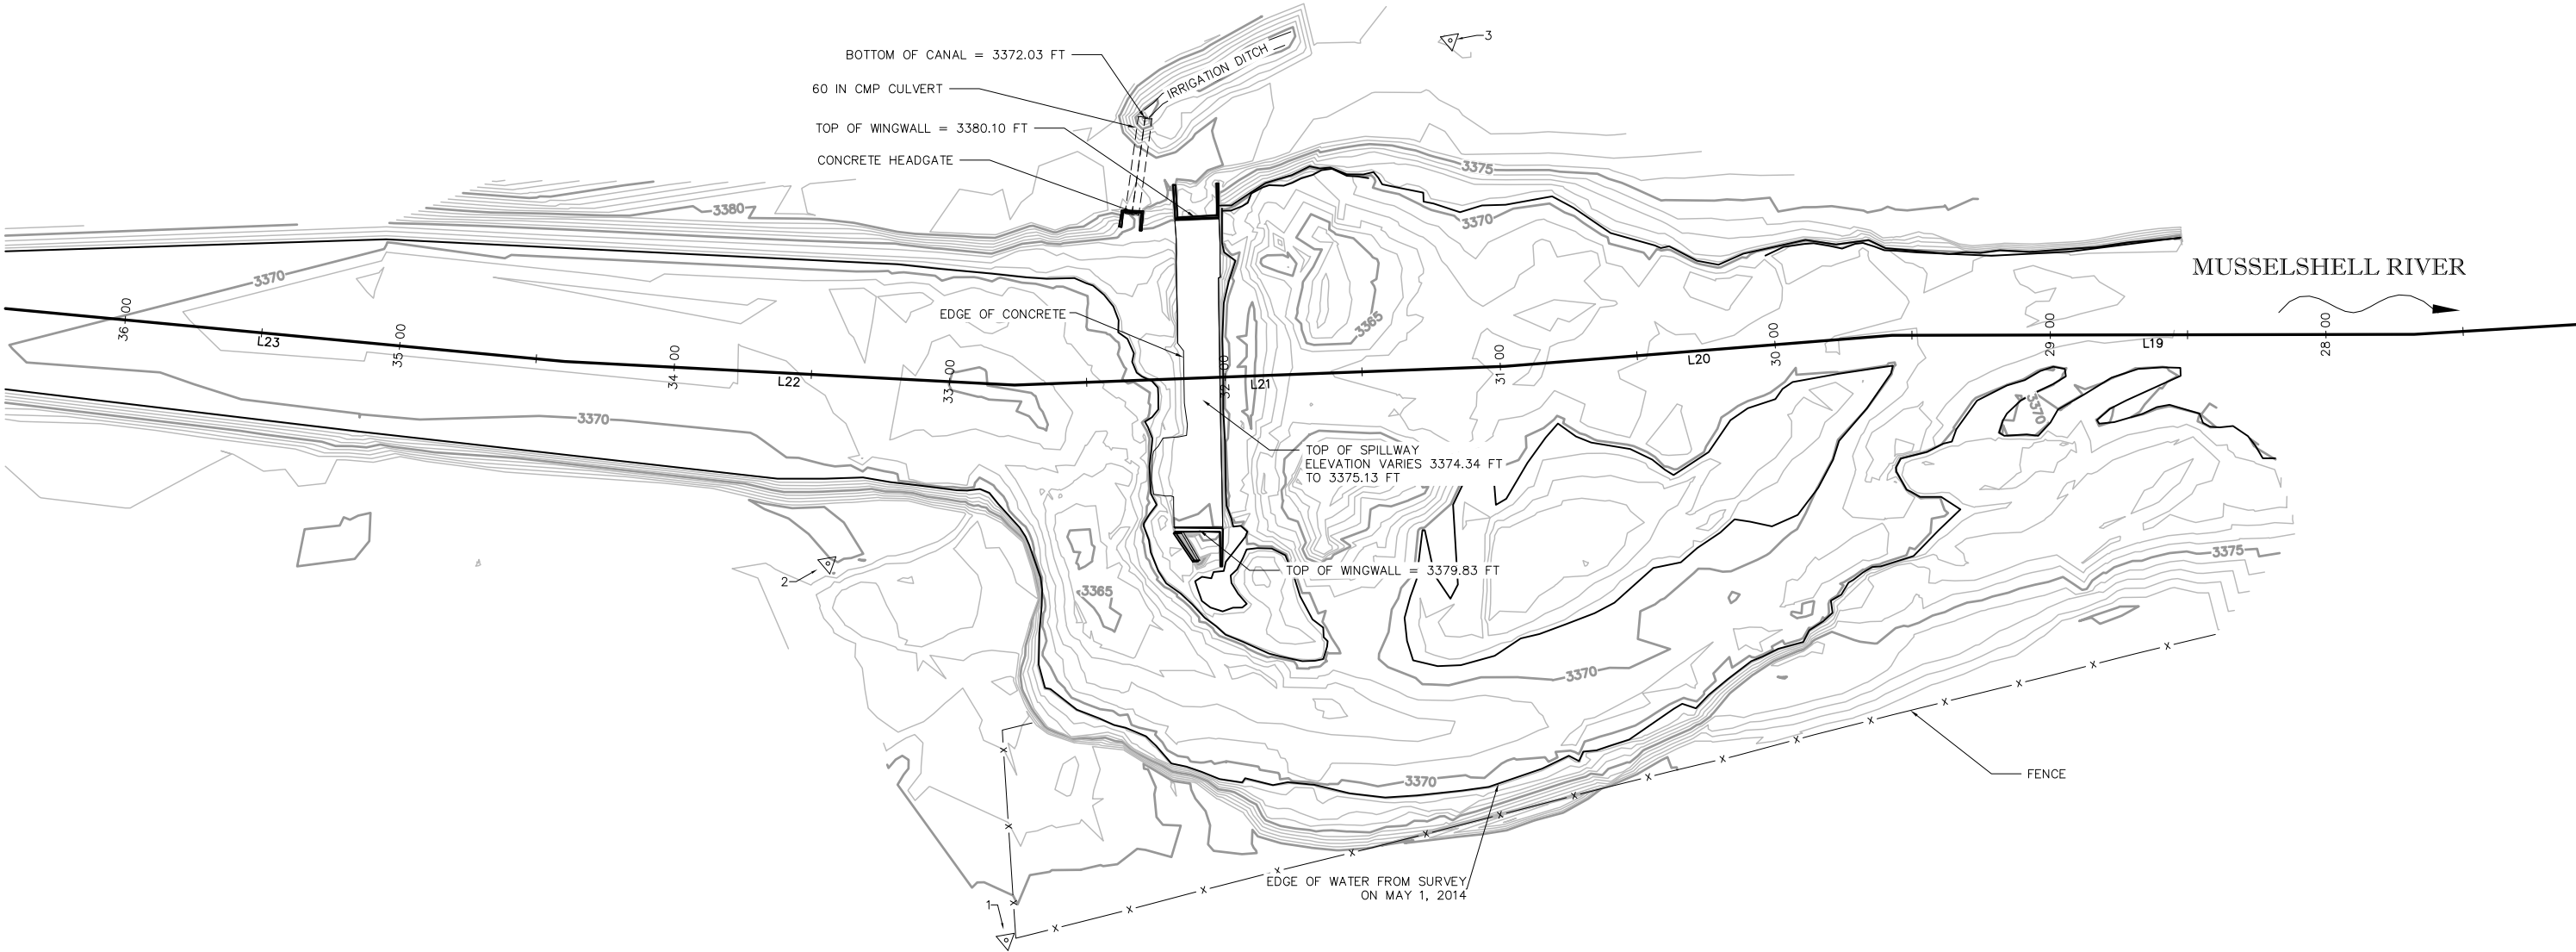 3
BOTTOM OF CANAL = 3372.03 FT
IRRIGATION DITCH
60 IN CMP CULVERT
TOP OF WINGWALL = 3380.10 FT
CONCRETE HEADGATE
3375
3380
3370
MUSSELSHELL RIVER
3370
EDGE OF CONCRETE
3365
36+00
L23
35+00
34+00
L22
33+00
32+00
L21
31+00
L20
30+00
29+00
L19
28+00
3370
3370
TOP OF SPILLWAY
ELEVATION VARIES 3374.34 FT
TO 3375.13 FT
3375
2
TOP OF WINGWALL = 3379.83 FT
3365
3370
FENCE
3370
EDGE OF WATER FROM SURVEY
ON MAY 1, 2014
1